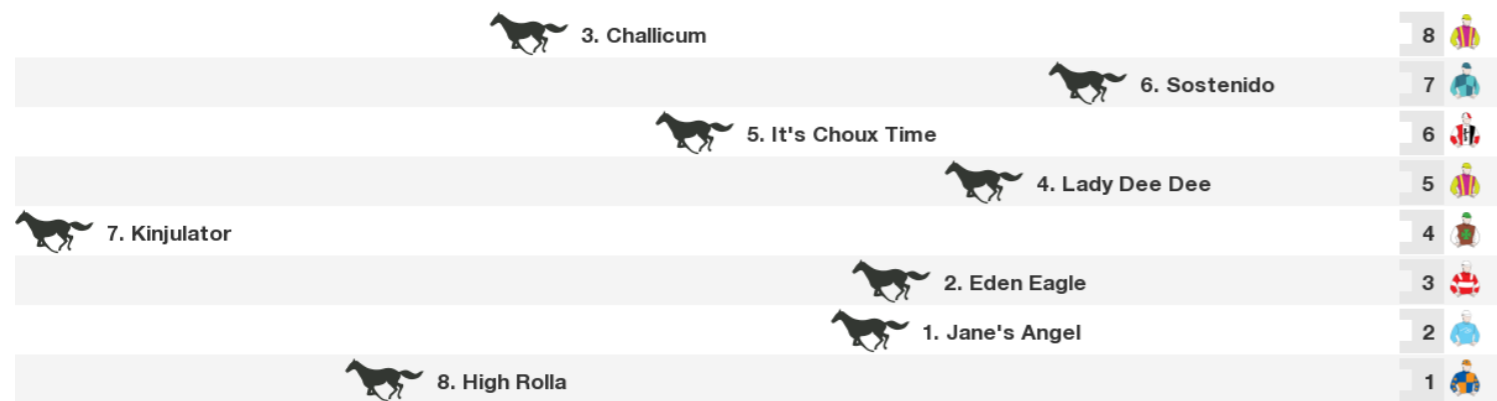 3. Challicum 8
6. Sostenido 7
5. It's Choux Time 6
4. Lady Dee Dee 5
7. Kinjulator 4
2. Eden Eagle 3
1. Jane's Angel 2
8. High Rolla 1